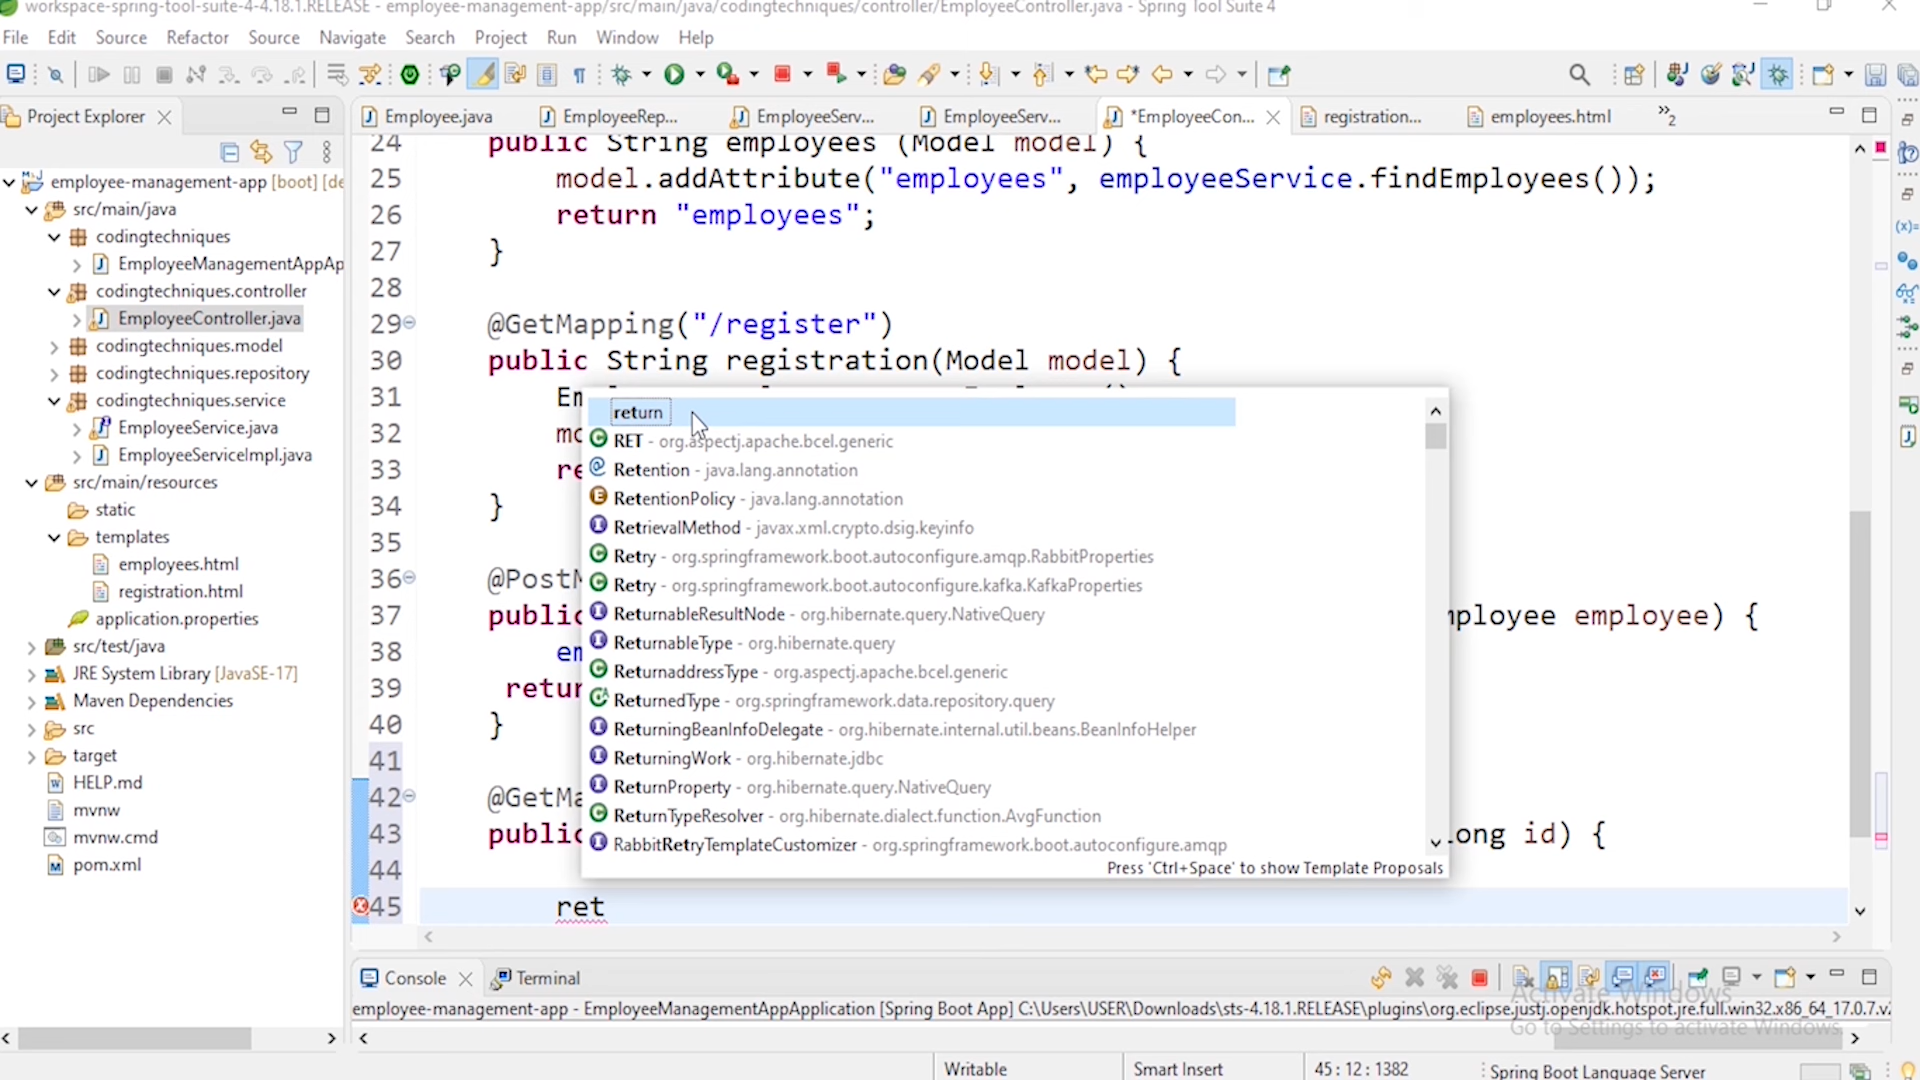 workspace-spring-tool-suite-4-4.18.1.RELEASE - employee-management-app/src/main/java/codingtechniques/controller/EmployeeController.java - Spring Tool Suite 4
File Edit Source Refactor Source Navigate Search Project Run Window Help
Project Explorer
Employee.java EmployeeRep... EmployeeServ... EmployeeServ... *EmployeeCon... registration... employees.html »2
employee-management-app [boot] [de
src/main/java
codingtechniques
EmployeeManagementAppAp
codingtechniques.controller
EmployeeController.java
codingtechniques.model
codingtechniques.repository
codingtechniques.service
EmployeeService.java
EmployeeServiceImpl.java
src/main/resources
static
templates
employees.html
registration.html
application.properties
src/test/java
JRE System Library [JavaSE-17]
Maven Dependencies
src
target
HELP.md
mvnw
mvnw.cmd
pom.xml
24 public String employees (Model model) {
25 model.addAttribute("employees", employeeService.findEmployees());
26 return "employees";
27 }
28
29 @GetMapping("/register")
30 public String registration(Model model) {
31 Em
32 mo
33 re
34 }
35
36 @PostM
37 public mployee employee) {
38 em
39 retur
40 }
41
42 @GetMa
43 public Long id) {
44
45 ret
return
RET - org.aspectj.apache.bcel.generic
Retention - java.lang.annotation
RetentionPolicy - java.lang.annotation
RetrievalMethod - javax.xml.crypto.dsig.keyinfo
Retry - org.springframework.boot.autoconfigure.amqp.RabbitProperties
Retry - org.springframework.boot.autoconfigure.kafka.KafkaProperties
ReturnableResultNode - org.hibernate.query.NativeQuery
ReturnableType - org.hibernate.query
ReturnaddressType - org.aspectj.apache.bcel.generic
ReturnedType - org.springframework.data.repository.query
ReturningBeanInfoDelegate - org.hibernate.internal.util.beans.BeanInfoHelper
ReturningWork - org.hibernate.jdbc
ReturnProperty - org.hibernate.query.NativeQuery
ReturnTypeResolver - org.hibernate.dialect.function.AvgFunction
RabbitRetryTemplateCustomizer - org.springframework.boot.autoconfigure.amqp
Press 'Ctrl+Space' to show Template Proposals
Console Terminal
employee-management-app - EmployeeManagementAppApplication [Spring Boot App] C:\Users\USER\Downloads\sts-4.18.1.RELEASE\plugins\org.eclipse.justj.openjdk.hotspot.jre.full.win32.x86_64_17.0.7.v
Activate Windows
Go to Settings to activate Windows.
Writable Smart Insert 45 : 12 : 1382 Spring Boot Language Server